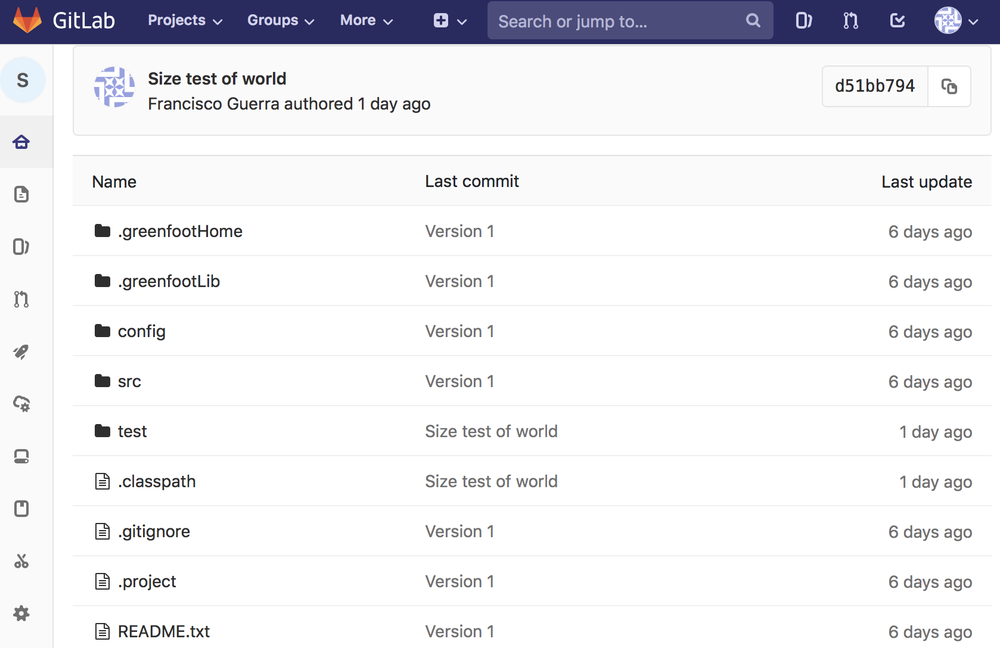 GitLab Projects Groups More Search or jump to...
S
Size test of world
Francisco Guerra authored 1 day ago
d51bb794
Name Last commit Last update
.greenfootHome Version 1 6 days ago
.greenfootLib Version 1 6 days ago
config Version 1 6 days ago
src Version 1 6 days ago
test Size test of world 1 day ago
.classpath Size test of world 1 day ago
.gitignore Version 1 6 days ago
.project Version 1 6 days ago
README.txt Version 1 6 days ago